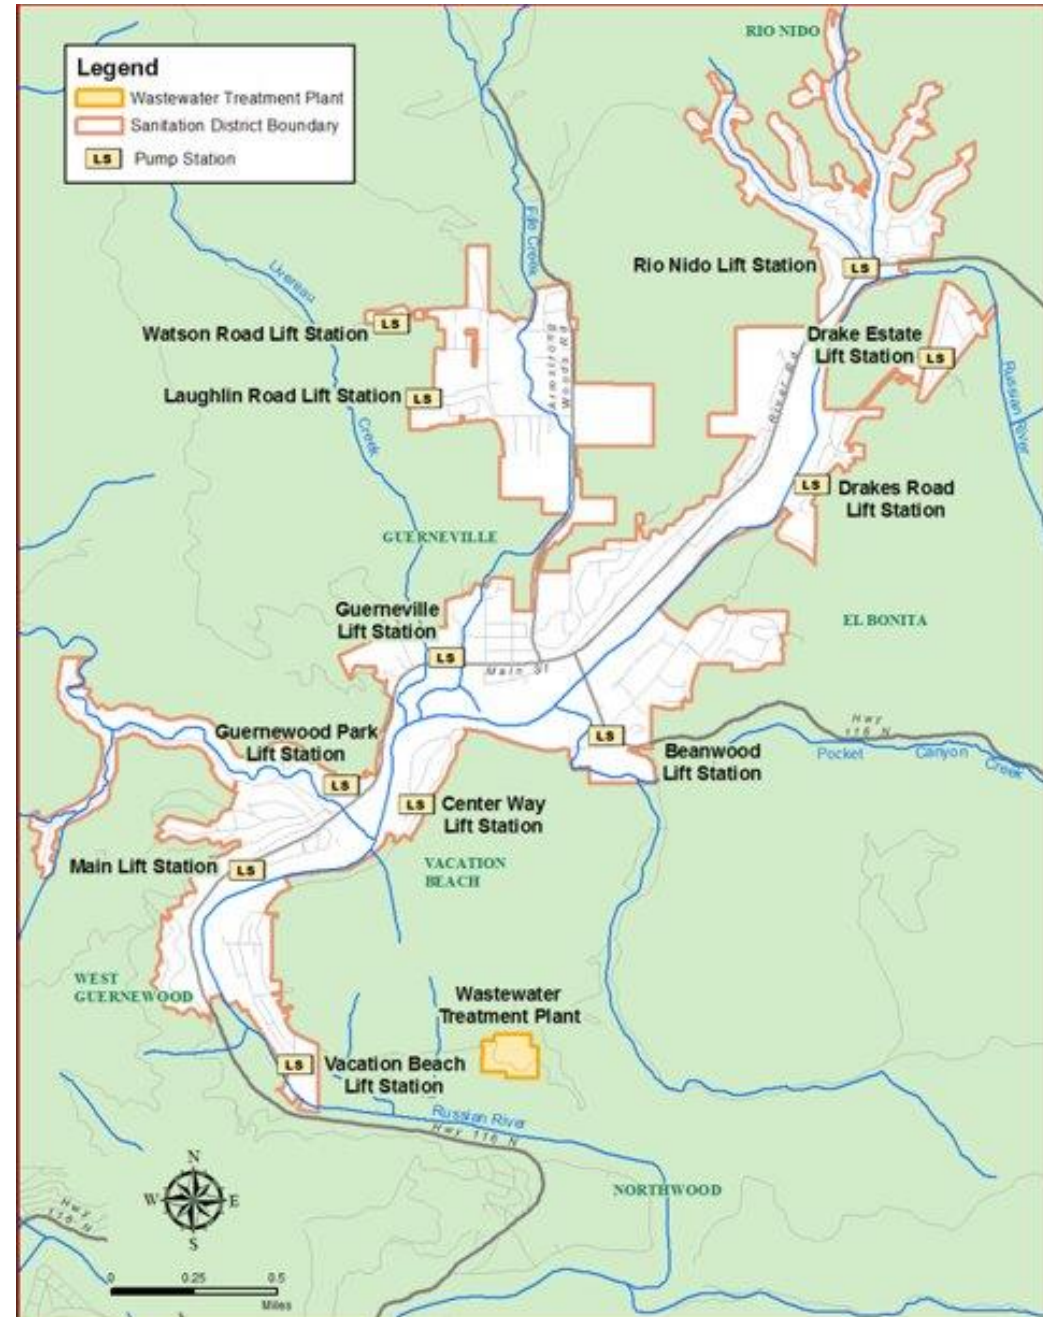 RIO NIDO
Legend
Wastewater Treatment Plant
Sanitation District Boundary
LS Pump Station
Fife Creek
Livereau
Creek
Rio Nido Lift Station
LS
Watson Road Lift Station
LS
Armstrong
Woods Rd
Drake Estate
Lift Station
LS
River Rd
Russian River
Laughlin Road Lift Station
LS
LS
Drakes Road
Lift Station
GUERNEVILLE
Guerneville
Lift Station
LS
EL BONITA
Main St
Guernewood Park
Lift Station
LS
LS
Beanwood
Lift Station
Hwy
116 N
Pocket Canyon Creek
LS
Center Way
Lift Station
Main Lift Station
LS
VACATION
BEACH
WEST
GUERNEWOOD
Wastewater
Treatment Plant
LS
Vacation Beach
Lift Station
Russian River
Hwy 116 N
NORTHWOOD
N
W E
S
Hwy
116 N
0 0.25 0.5
Miles